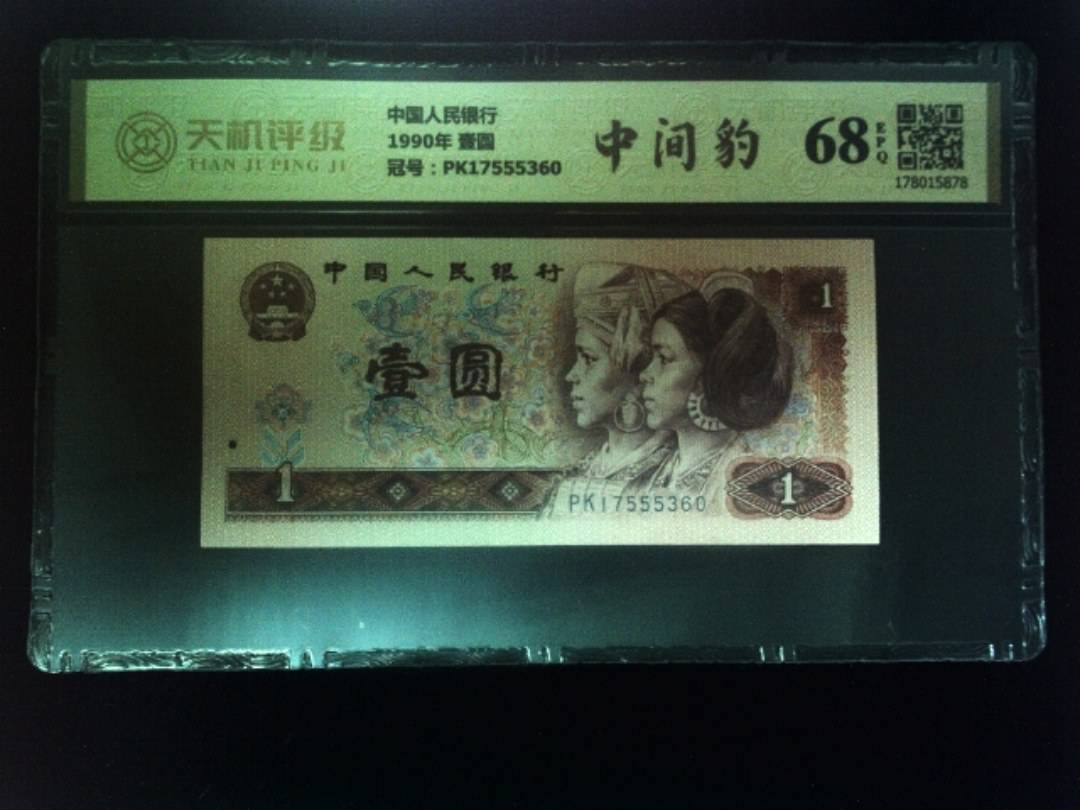 天机评级
TIAN JI PING JI
中国人民银行
1990年 壹圆
冠号：PK17555360
中间豹
68
EPQ
178015878
中国人民银行
1
壹圆
1
PK17555360
1